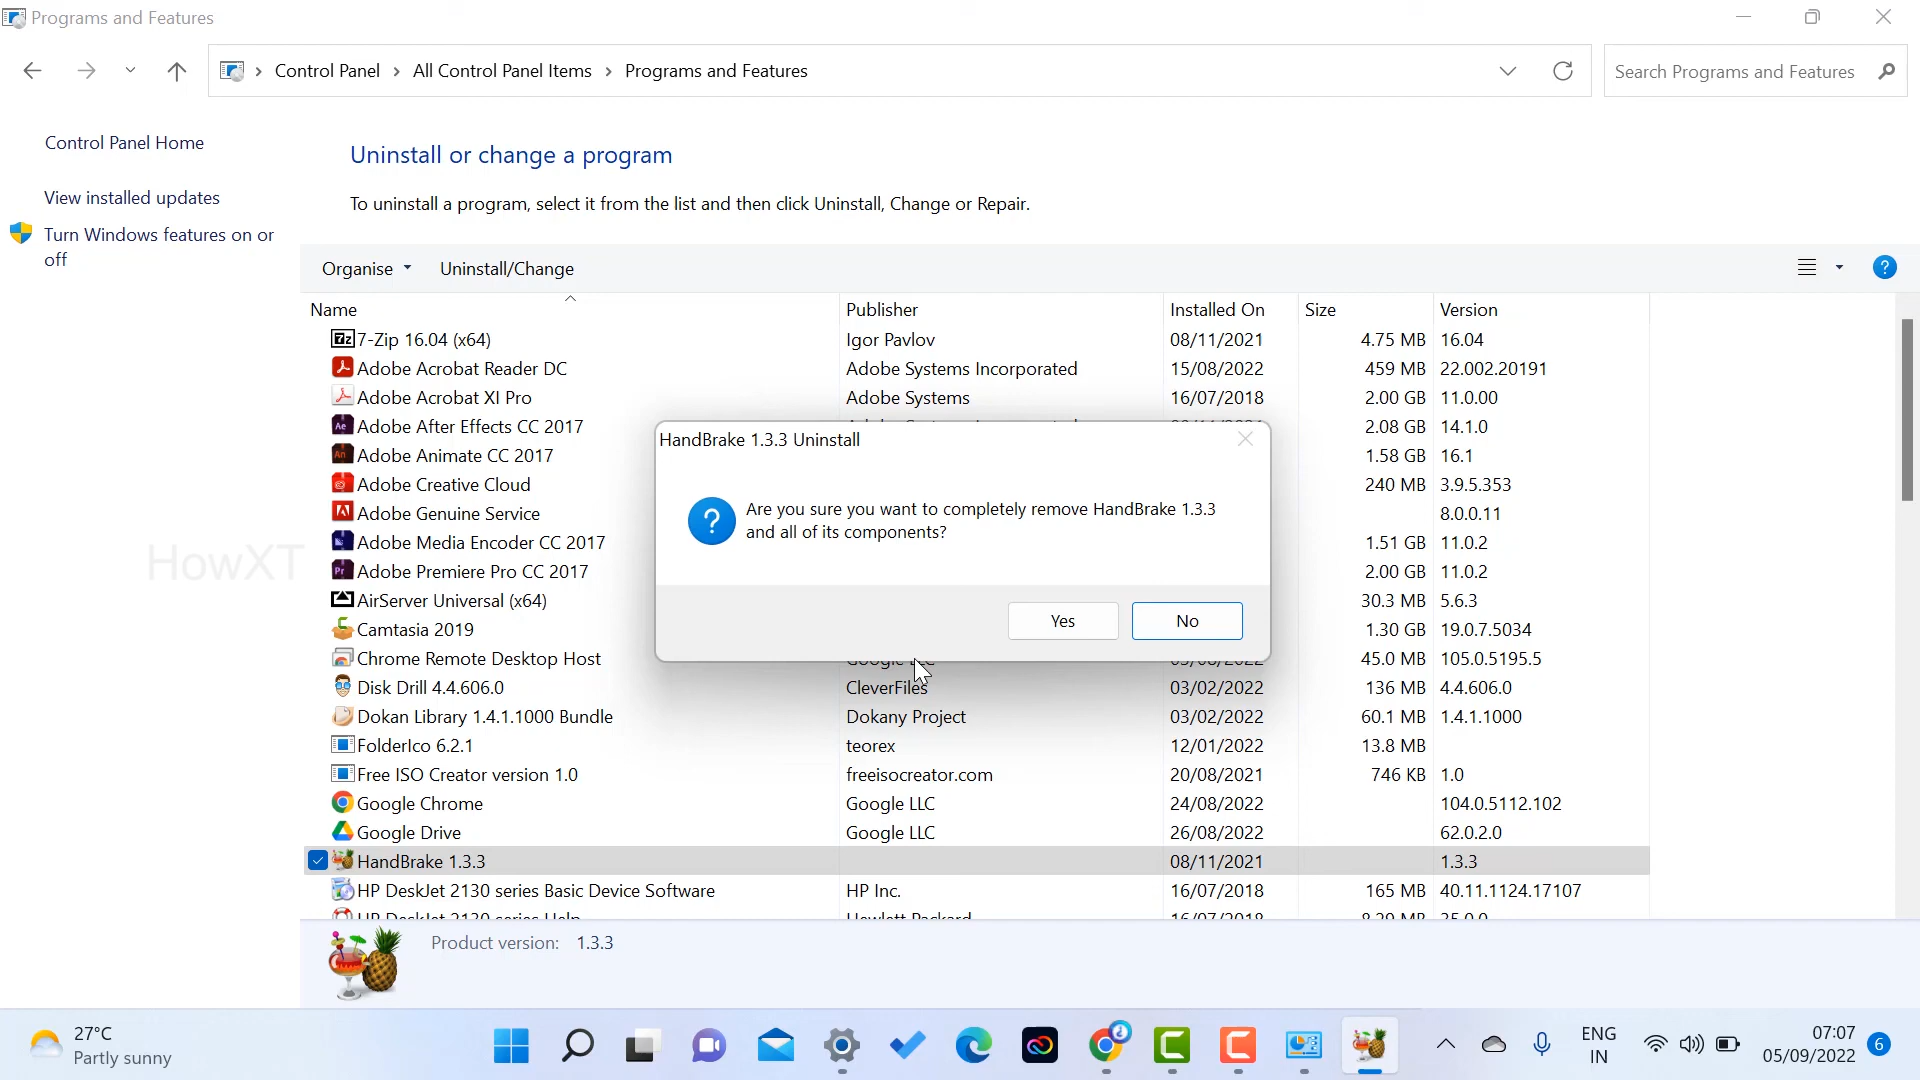 Programs and Features
Control Panel > All Control Panel Items > Programs and Features
Search Programs and Features
Control Panel Home
View installed updates
Turn Windows features on or
off
Uninstall or change a program
To uninstall a program, select it from the list and then click Uninstall, Change or Repair.
Organise Uninstall/Change
?
Name Publisher Installed On Size Version
7-Zip 16.04 (x64) Igor Pavlov 08/11/2021 4.75 MB 16.04
Adobe Acrobat Reader DC Adobe Systems Incorporated 15/08/2022 459 MB 22.002.20191
Adobe Acrobat XI Pro Adobe Systems 16/07/2018 2.00 GB 11.0.00
Adobe After Effects CC 2017 2.08 GB 14.1.0
Adobe Animate CC 2017 1.58 GB 16.1
Adobe Creative Cloud 240 MB 3.9.5.353
Adobe Genuine Service 8.0.0.11
Adobe Media Encoder CC 2017 1.51 GB 11.0.2
Adobe Premiere Pro CC 2017 2.00 GB 11.0.2
AirServer Universal (x64) 30.3 MB 5.6.3
Camtasia 2019 1.30 GB 19.0.7.5034
Chrome Remote Desktop Host 45.0 MB 105.0.5195.5
Disk Drill 4.4.606.0 CleverFiles 03/02/2022 136 MB 4.4.606.0
Dokan Library 1.4.1.1000 Bundle Dokany Project 03/02/2022 60.1 MB 1.4.1.1000
FolderIco 6.2.1 teorex 12/01/2022 13.8 MB
Free ISO Creator version 1.0 freeisocreator.com 20/08/2021 746 KB 1.0
Google Chrome Google LLC 24/08/2022 104.0.5112.102
Google Drive Google LLC 26/08/2022 62.0.2.0
HandBrake 1.3.3 08/11/2021 1.3.3
HP DeskJet 2130 series Basic Device Software HP Inc. 16/07/2018 165 MB 40.11.1124.17107
HandBrake 1.3.3 Uninstall
?
Are you sure you want to completely remove HandBrake 1.3.3
and all of its components?
Yes No
HowXT
Product version: 1.3.3
27°C
Partly sunny
ENG
IN
07:07
05/09/2022
6